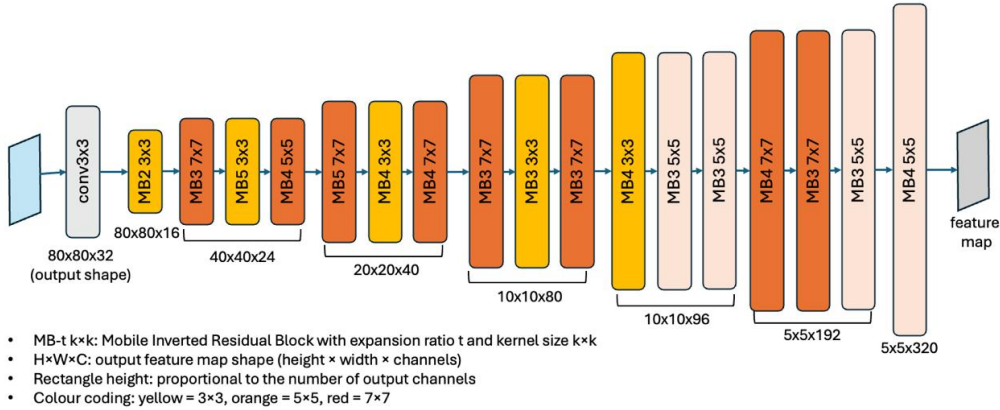 conv3x3
MB2 3x3
MB3 7x7
MB5 3x3
MB4 5x5
MB5 7x7
MB4 3x3
MB4 7x7
MB3 7x7
MB3 3x3
MB3 7x7
MB4 3x3
MB3 5x5
MB3 5x5
MB4 7x7
MB3 7x7
MB3 5x5
MB4 5x5
feature
map
80x80x32
(output shape)
80x80x16
40x40x24
20x20x40
10x10x80
10x10x96
5x5x192
5x5x320
• MB-t k×k: Mobile Inverted Residual Block with expansion ratio t and kernel size k×k
• H×W×C: output feature map shape (height × width × channels)
• Rectangle height: proportional to the number of output channels
• Colour coding: yellow = 3×3, orange = 5×5, red = 7×7